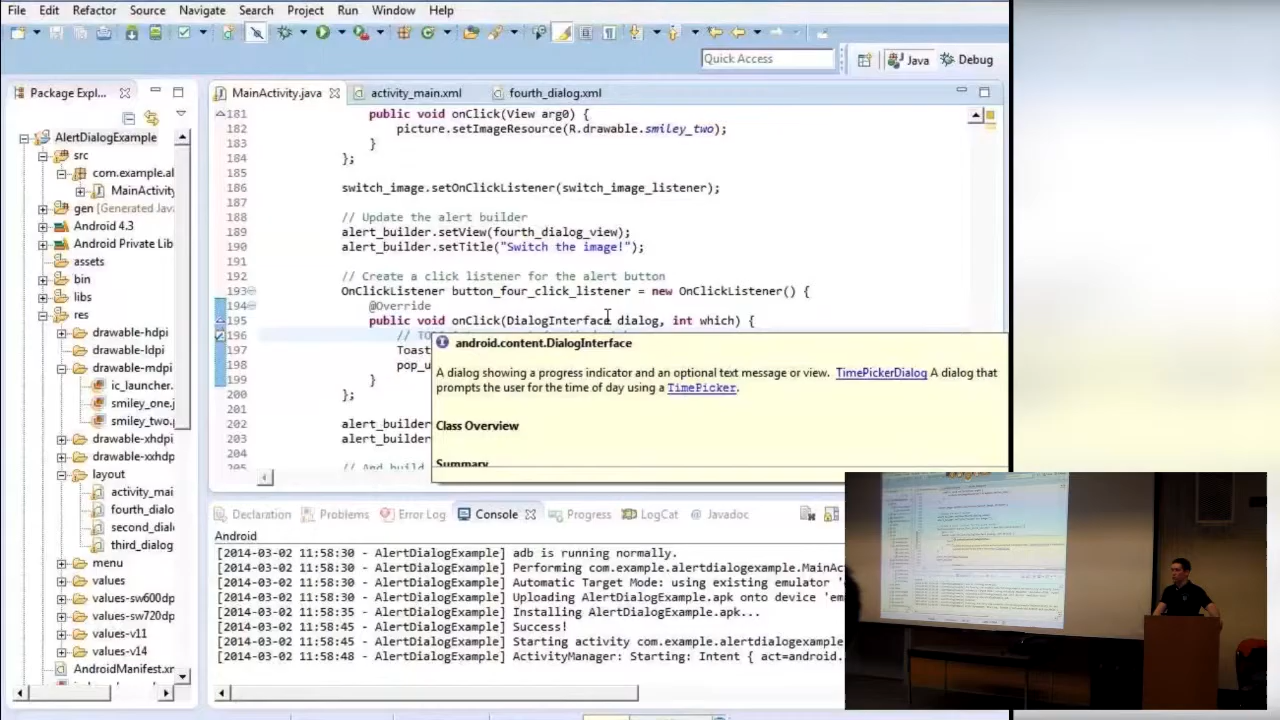 File Edit Refactor Source Navigate Search Project Run Window Help
Quick Access
Java
Debug
Package Expl...
MainActivity.java
activity_main.xml
fourth_dialog.xml
AlertDialogExample
src
com.example.al
MainActivity
gen [Generated Java
Android 4.3
Android Private Lib
assets
bin
libs
res
drawable-hdpi
drawable-ldpi
drawable-mdpi
ic_launcher.
smiley_one.j
smiley_two.j
drawable-xhdpi
drawable-xxhdp
layout
activity_mai
fourth_dialo
second_dialo
third_dialog
menu
values
values-sw600dp
values-sw720dp
values-v11
values-v14
AndroidManifest.xm
181 public void onClick(View arg0) {
182 picture.setImageResource(R.drawable.smiley_two);
183 }
184 };
185
186 switch_image.setOnClickListener(switch_image_listener);
187
188 // Update the alert builder
189 alert_builder.setView(fourth_dialog_view);
190 alert_builder.setTitle("Switch the image!");
191
192 // Create a click listener for the alert button
193 OnClickListener button_four_click_listener = new OnClickListener() {
194 @Override
195 public void onClick(DialogInterface dialog, int which) {
196 // TO
197 Toast
198 pop_u
199 }
200 };
201
202 alert_builder
203 alert_builder
204
205 // And build
android.content.DialogInterface
A dialog showing a progress indicator and an optional text message or view. TimePickerDialog A dialog that
prompts the user for the time of day using a TimePicker.
Class Overview
Summary
Declaration
Problems
Error Log
Console
Progress
LogCat
Javadoc
Android
[2014-03-02 11:58:30 - AlertDialogExample] adb is running normally.
[2014-03-02 11:58:30 - AlertDialogExample] Performing com.example.alertdialogexample.MainAc
[2014-03-02 11:58:30 - AlertDialogExample] Automatic Target Mode: using existing emulator '
[2014-03-02 11:58:30 - AlertDialogExample] Uploading AlertDialogExample.apk onto device 'em
[2014-03-02 11:58:36 - AlertDialogExample] Installing AlertDialogExample.apk...
[2014-03-02 11:58:47 - AlertDialogExample] Success!
[2014-03-02 11:58:47 - AlertDialogExample] Starting activity com.example.alertdialogexample
[2014-03-02 11:58:48 - AlertDialogExample] ActivityManager: Starting: Intent { act=android.